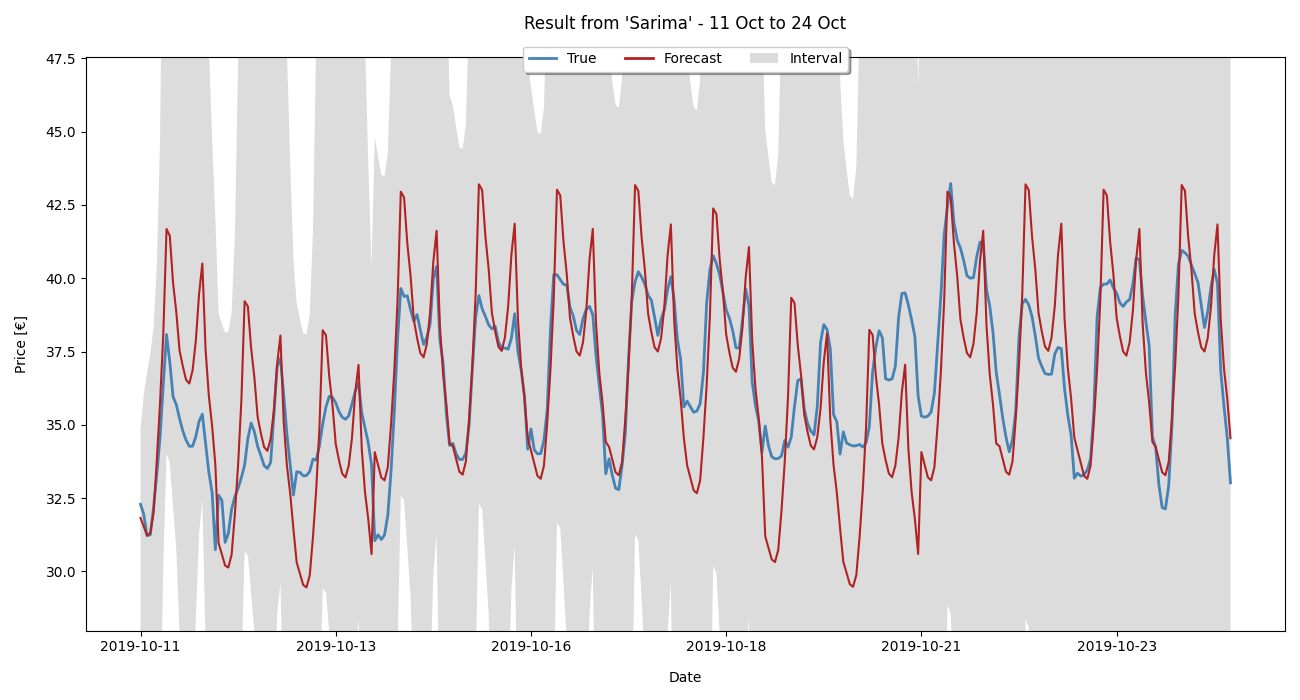 Result from 'Sarima' - 11 Oct to 24 Oct
True Forecast Interval
47.5
45.0
42.5
40.0
37.5
35.0
32.5
30.0
Price [€]
2019-10-11 2019-10-13 2019-10-16 2019-10-18 2019-10-21 2019-10-23
Date